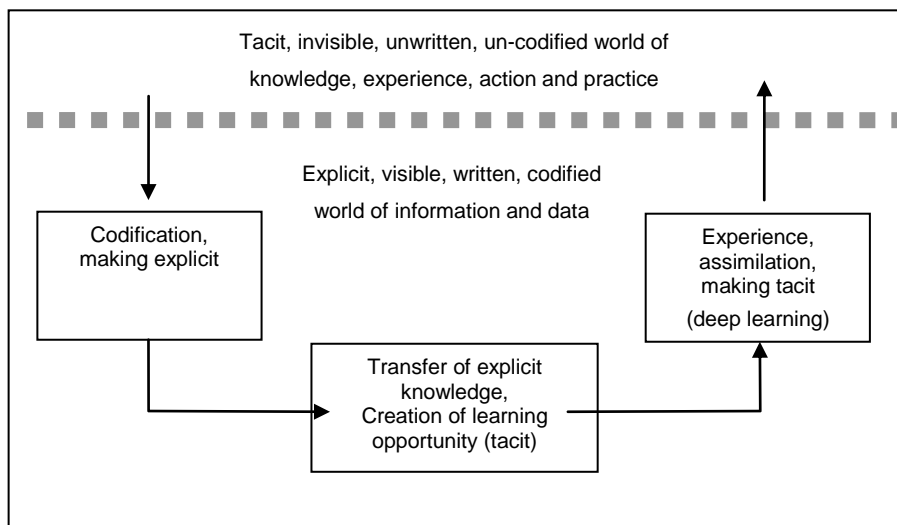 Tacit, invisible, unwritten, un-codified world of
knowledge, experience, action and practice
Explicit, visible, written, codified
world of information and data
Codification,
making explicit
Experience,
assimilation,
making tacit
(deep learning)
Transfer of explicit
knowledge,
Creation of learning
opportunity (tacit)